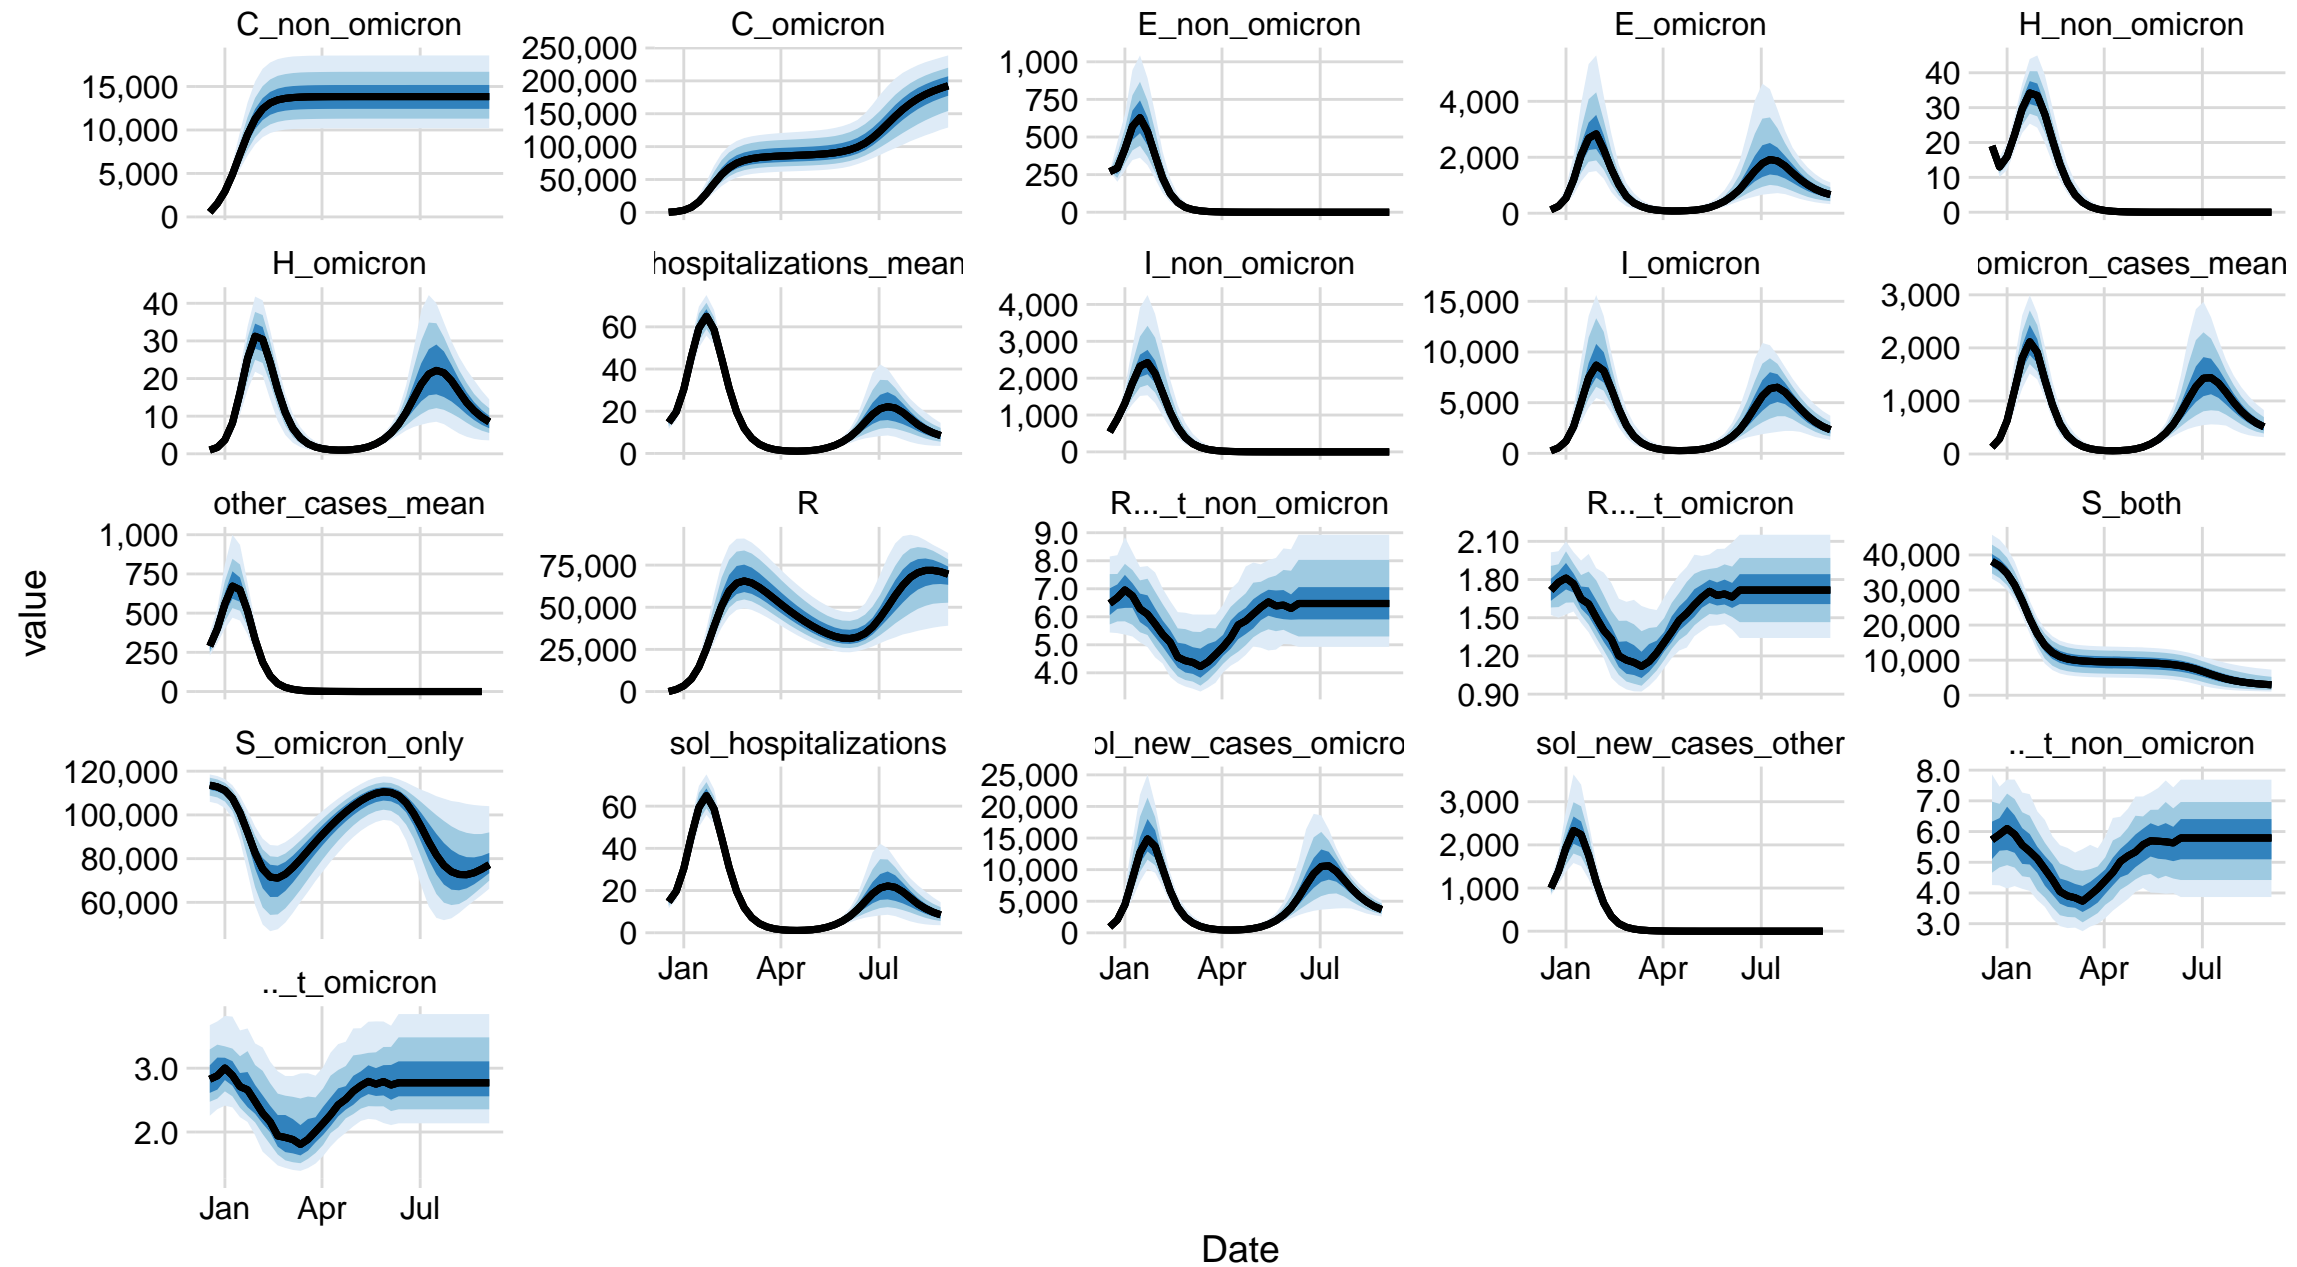 C_non_omicron C_omicron E_non_omicron E_omicron H_non_omicron
15,000 10,000 5,000 0
250,000 200,000 150,000 100,000 50,000 0
1,000 750 500 250 0
4,000 2,000 0
40 30 20 10 0
H_omicron hospitalizations_mean I_non_omicron I_omicron omicron_cases_mean
40 30 20 10 0
60 40 20 0
4,000 3,000 2,000 1,000 0
15,000 10,000 5,000 0
3,000 2,000 1,000 0
other_cases_mean R R..._t_non_omicron R..._t_omicron S_both
1,000 750 500 250 0
75,000 50,000 25,000 0
9.0 8.0 7.0 6.0 5.0 4.0
2.10 1.80 1.50 1.20 0.90
40,000 30,000 20,000 10,000 0
S_omicron_only sol_hospitalizations ol_new_cases_omicro sol_new_cases_other .._t_non_omicron
120,000 100,000 80,000 60,000
60 40 20 0
25,000 20,000 15,000 10,000 5,000 0
3,000 2,000 1,000 0
8.0 7.0 6.0 5.0 4.0 3.0
Jan Apr Jul Jan Apr Jul Jan Apr Jul Jan Apr Jul
.._t_omicron
3.0 2.0
Jan Apr Jul
value
Date